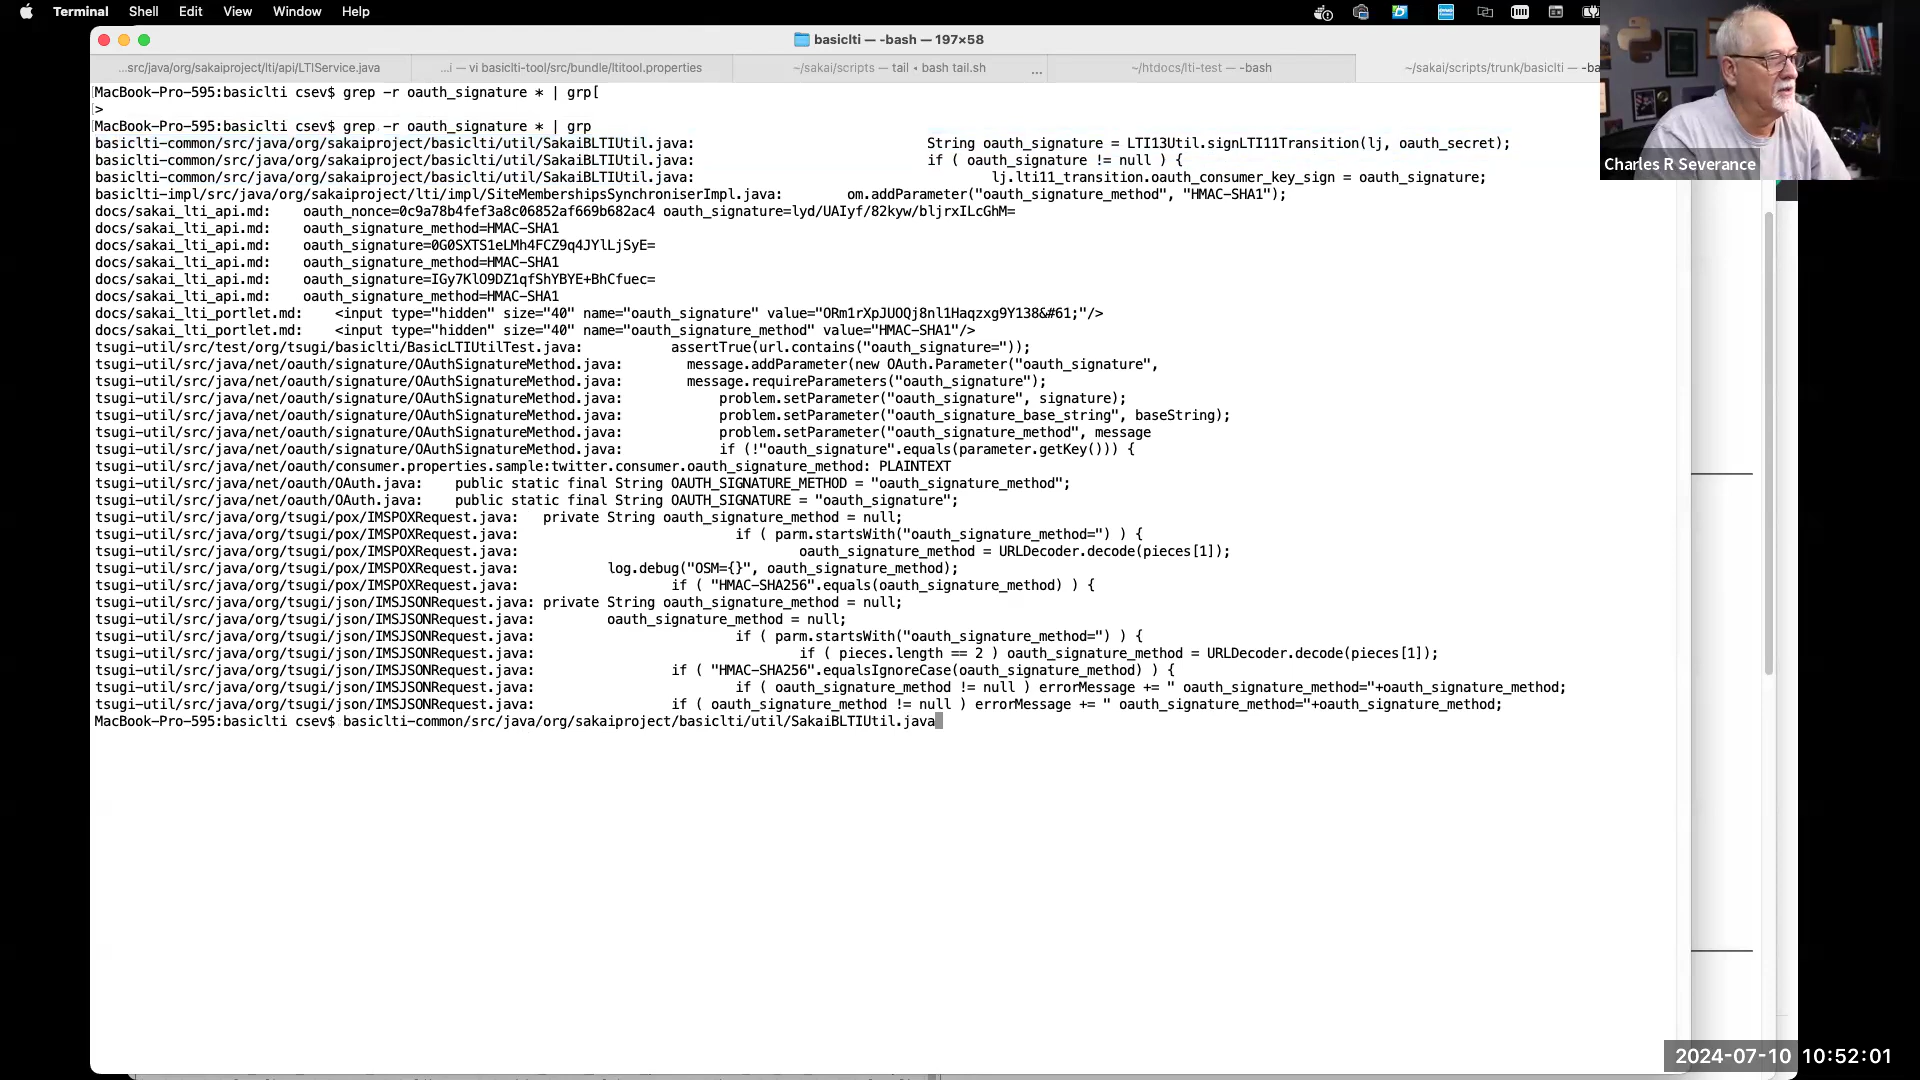 Terminal Shell Edit View Window Help
basiclti — -bash — 197×58
...src/java/org/sakaiproject/lti/api/LTIService.java ...i — vi basiclti-tool/src/bundle/ltitool.properties ~/sakai/scripts — tail ◂ bash tail.sh ... ~/htdocs/lti-test — -bash ~/sakai/scripts/trunk/basiclti — -ba
[MacBook-Pro-595:basiclti csev$ grep -r oauth_signature * | grp[
[>
[MacBook-Pro-595:basiclti csev$ grep -r oauth_signature * | grp
basiclti-common/src/java/org/sakaiproject/basiclti/util/SakaiBLTIUtil.java: String oauth_signature = LTI13Util.signLTI11Transition(lj, oauth_secret);
basiclti-common/src/java/org/sakaiproject/basiclti/util/SakaiBLTIUtil.java: if ( oauth_signature != null ) {
basiclti-common/src/java/org/sakaiproject/basiclti/util/SakaiBLTIUtil.java: lj.lti11_transition.oauth_consumer_key_sign = oauth_signature;
basiclti-impl/src/java/org/sakaiproject/lti/impl/SiteMembershipsSynchroniserImpl.java: om.addParameter("oauth_signature_method", "HMAC-SHA1");
docs/sakai_lti_api.md: oauth_nonce=0c9a78b4fef3a8c06852af669b682ac4 oauth_signature=lyd/UAIyf/82kyw/bljrxILcGhM=
docs/sakai_lti_api.md: oauth_signature_method=HMAC-SHA1
docs/sakai_lti_api.md: oauth_signature=0G0SXTS1eLMh4FCZ9q4JYlLjSyE=
docs/sakai_lti_api.md: oauth_signature_method=HMAC-SHA1
docs/sakai_lti_api.md: oauth_signature=IGy7KlO9DZ1qfShYBYE+BhCfuec=
docs/sakai_lti_api.md: oauth_signature_method=HMAC-SHA1
docs/sakai_lti_portlet.md: <input type="hidden" size="40" name="oauth_signature" value="ORm1rXpJUOQj8nl1Haqzxg9Y138&#61;"/>
docs/sakai_lti_portlet.md: <input type="hidden" size="40" name="oauth_signature_method" value="HMAC-SHA1"/>
tsugi-util/src/test/org/tsugi/basiclti/BasicLTIUtilTest.java: assertTrue(url.contains("oauth_signature="));
tsugi-util/src/java/net/oauth/signature/OAuthSignatureMethod.java: message.addParameter(new OAuth.Parameter("oauth_signature",
tsugi-util/src/java/net/oauth/signature/OAuthSignatureMethod.java: message.requireParameters("oauth_signature");
tsugi-util/src/java/net/oauth/signature/OAuthSignatureMethod.java: problem.setParameter("oauth_signature", signature);
tsugi-util/src/java/net/oauth/signature/OAuthSignatureMethod.java: problem.setParameter("oauth_signature_base_string", baseString);
tsugi-util/src/java/net/oauth/signature/OAuthSignatureMethod.java: problem.setParameter("oauth_signature_method", message
tsugi-util/src/java/net/oauth/signature/OAuthSignatureMethod.java: if (!"oauth_signature".equals(parameter.getKey())) {
tsugi-util/src/java/net/oauth/consumer.properties.sample:twitter.consumer.oauth_signature_method: PLAINTEXT
tsugi-util/src/java/net/oauth/OAuth.java: public static final String OAUTH_SIGNATURE_METHOD = "oauth_signature_method";
tsugi-util/src/java/net/oauth/OAuth.java: public static final String OAUTH_SIGNATURE = "oauth_signature";
tsugi-util/src/java/org/tsugi/pox/IMSPOXRequest.java: private String oauth_signature_method = null;
tsugi-util/src/java/org/tsugi/pox/IMSPOXRequest.java: if ( parm.startsWith("oauth_signature_method=") ) {
tsugi-util/src/java/org/tsugi/pox/IMSPOXRequest.java: oauth_signature_method = URLDecoder.decode(pieces[1]);
tsugi-util/src/java/org/tsugi/pox/IMSPOXRequest.java: log.debug("OSM={}", oauth_signature_method);
tsugi-util/src/java/org/tsugi/pox/IMSPOXRequest.java: if ( "HMAC-SHA256".equals(oauth_signature_method) ) {
tsugi-util/src/java/org/tsugi/json/IMSJSONRequest.java: private String oauth_signature_method = null;
tsugi-util/src/java/org/tsugi/json/IMSJSONRequest.java: oauth_signature_method = null;
tsugi-util/src/java/org/tsugi/json/IMSJSONRequest.java: if ( parm.startsWith("oauth_signature_method=") ) {
tsugi-util/src/java/org/tsugi/json/IMSJSONRequest.java: if ( pieces.length == 2 ) oauth_signature_method = URLDecoder.decode(pieces[1]);
tsugi-util/src/java/org/tsugi/json/IMSJSONRequest.java: if ( "HMAC-SHA256".equalsIgnoreCase(oauth_signature_method) ) {
tsugi-util/src/java/org/tsugi/json/IMSJSONRequest.java: if ( oauth_signature_method != null ) errorMessage += " oauth_signature_method="+oauth_signature_method;
tsugi-util/src/java/org/tsugi/json/IMSJSONRequest.java: if ( oauth_signature_method != null ) errorMessage += " oauth_signature_method="+oauth_signature_method;
MacBook-Pro-595:basiclti csev$ basiclti-common/src/java/org/sakaiproject/basiclti/util/SakaiBLTIUtil.java
Charles R Severance
2024-07-10 10:52:01